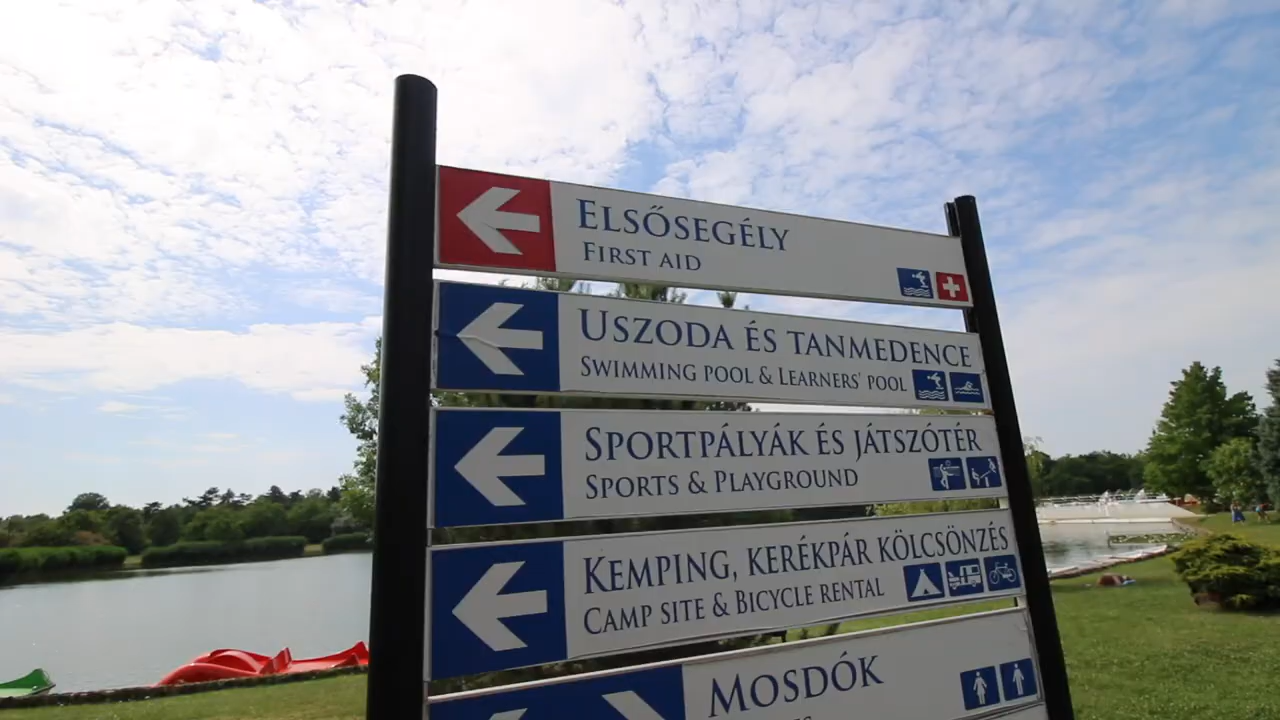 ELSŐSEGÉLY
FIRST AID
USZODA ÉS TANMEDENCE
SWIMMING POOL & LEARNERS' POOL
SPORTPÁLYÁK ÉS JÁTSZÓTÉR
SPORTS & PLAYGROUND
KEMPING, KERÉKPÁR KÖLCSÖNZÉS
CAMP SITE & BICYCLE RENTAL
MOSDÓK